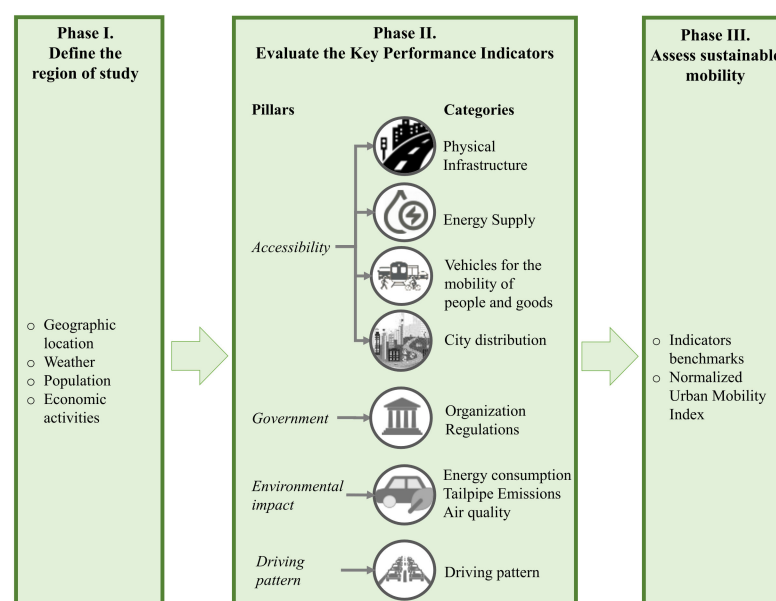 Phase I.
Define the
region of study
○ Geographic
location
○ Weather
○ Population
○ Economic
activities
Phase II.
Evaluate the Key Performance Indicators
Pillars
Categories
Accessibility
Physical
Infrastructure
Energy Supply
Vehicles for the
mobility of
people and goods
City distribution
Government
Organization
Regulations
Environmental
impact
Energy consumption
Tailpipe Emissions
Air quality
Driving
pattern
Driving pattern
Phase III.
Assess sustainable
mobility
○ Indicators
benchmarks
○ Normalized
Urban Mobility
Index